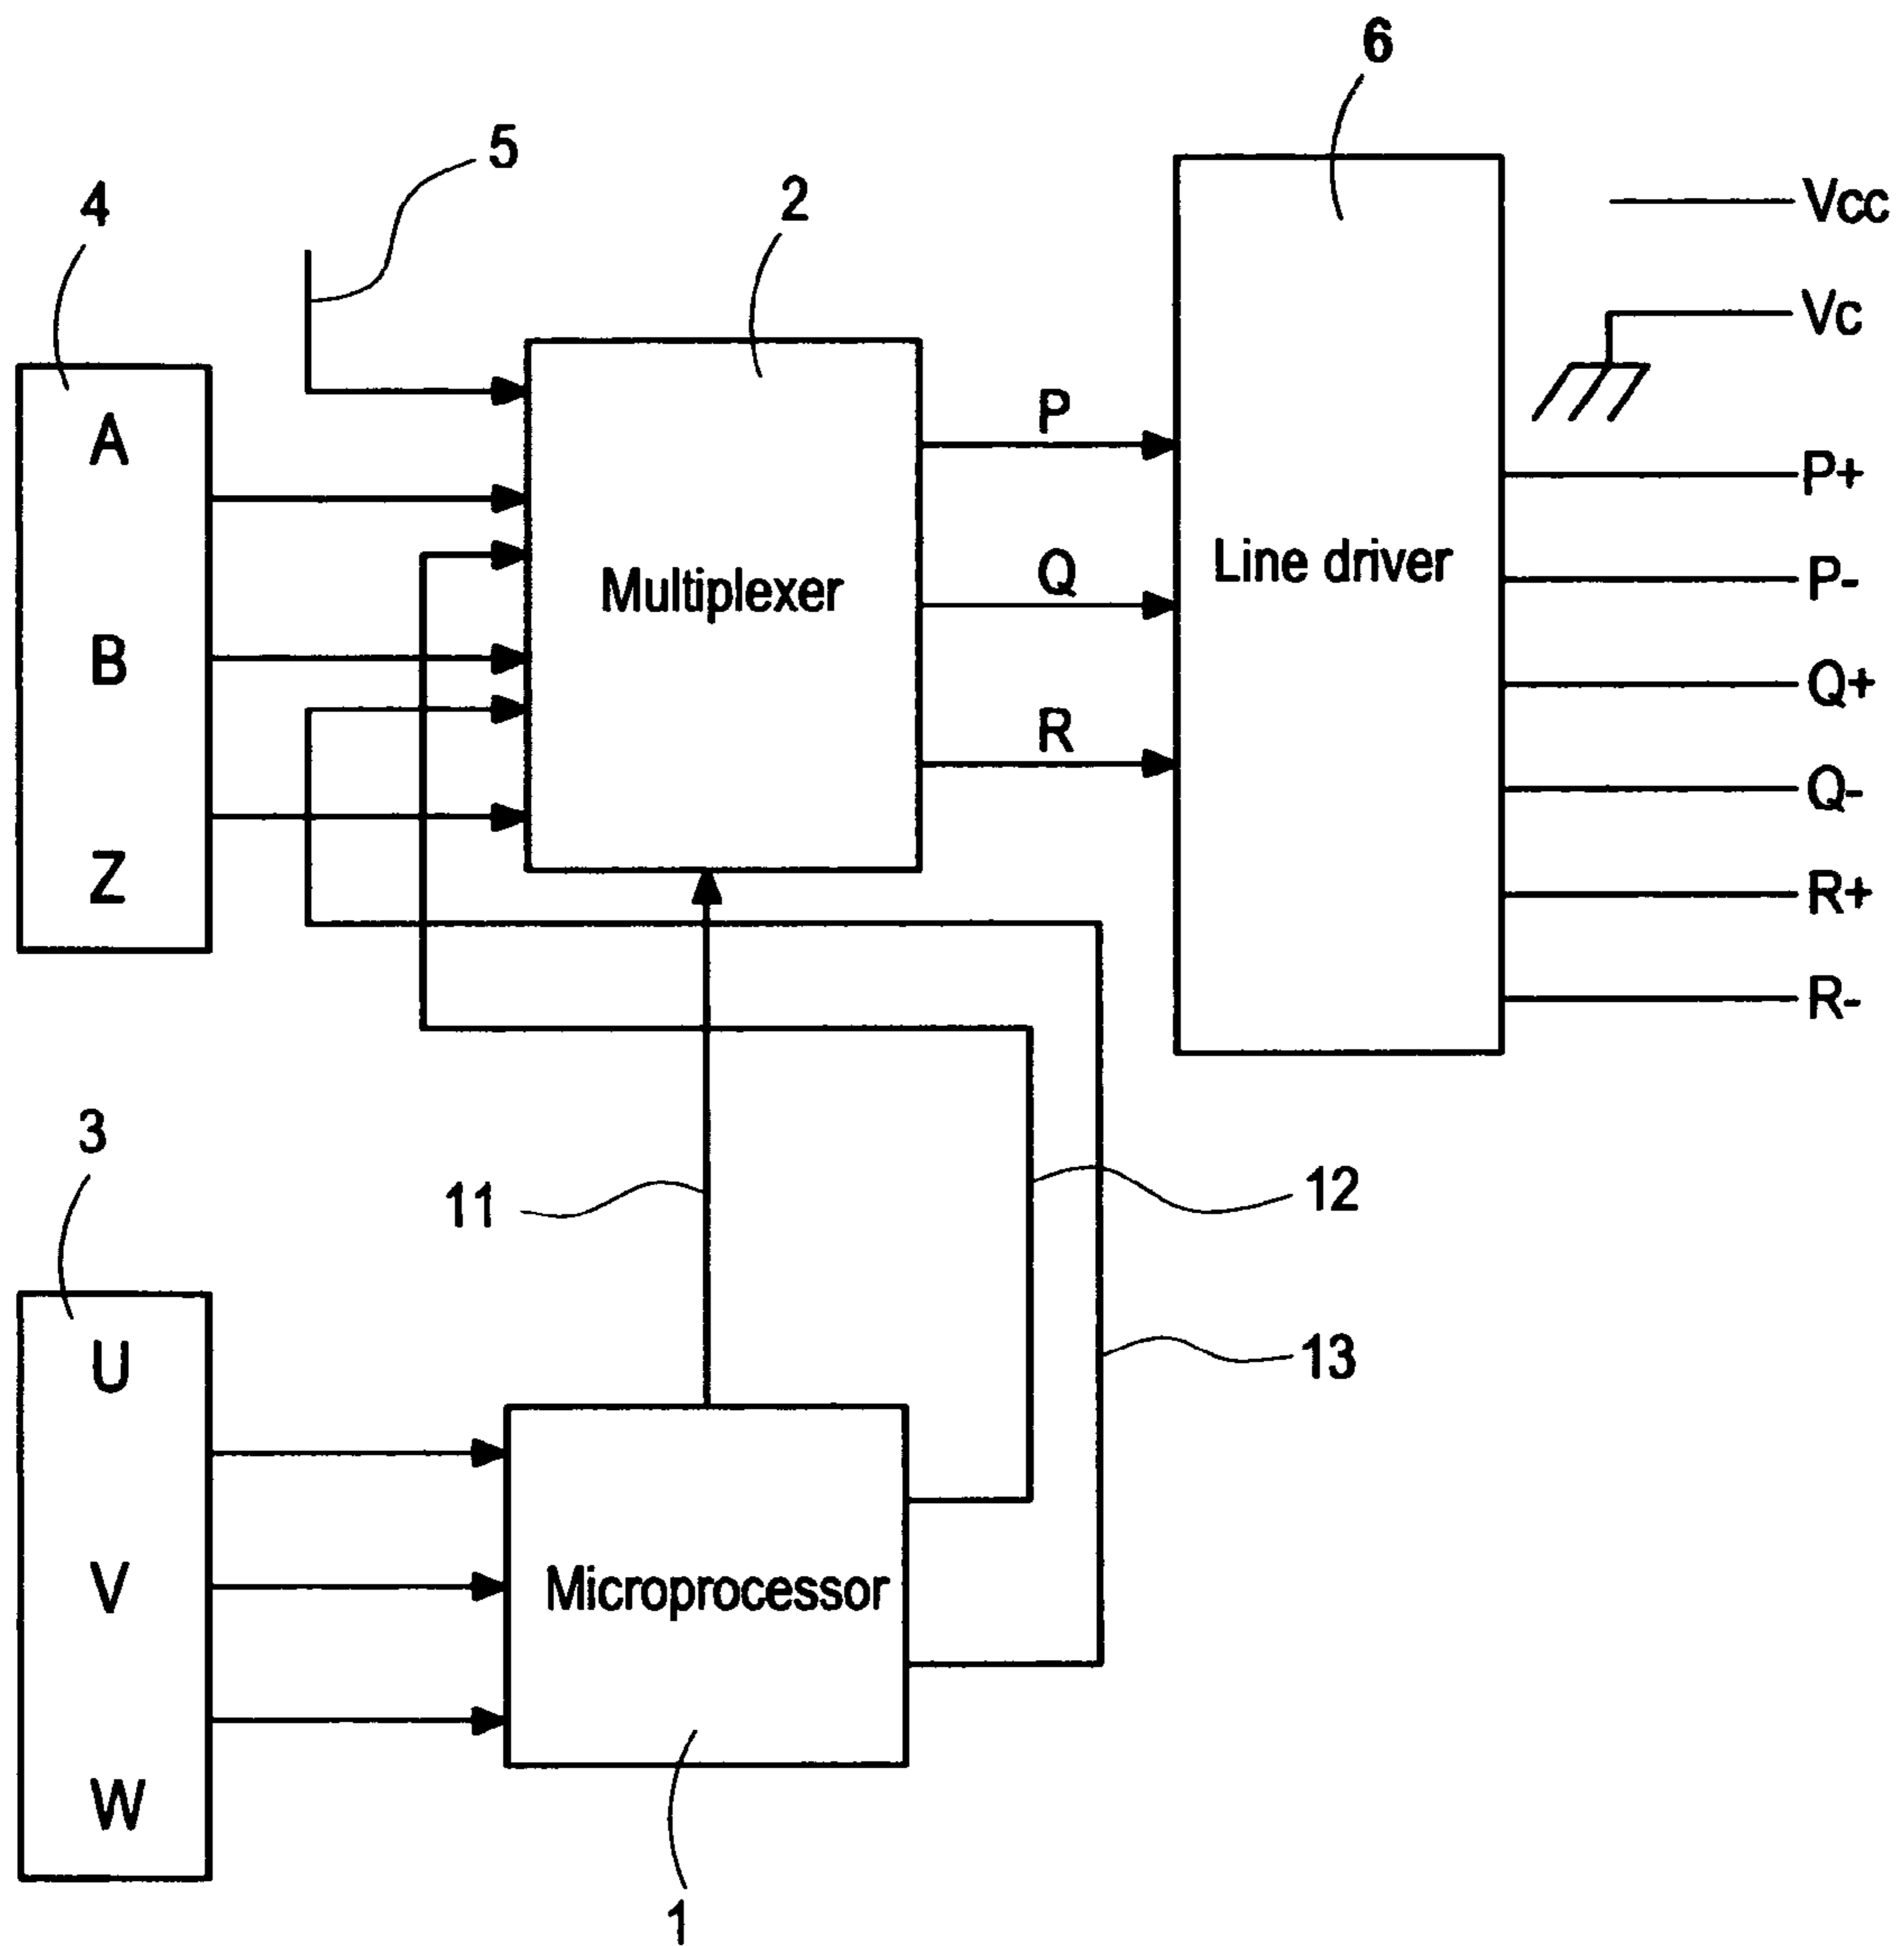 6
5
4
2
Vcc
Vc
A
P
P+
Line driver
Q
P-
Multiplexer
B
Q+
R
Q-
Z
R+
R-
3
11
12
13
U
V
Microprocessor
W
1